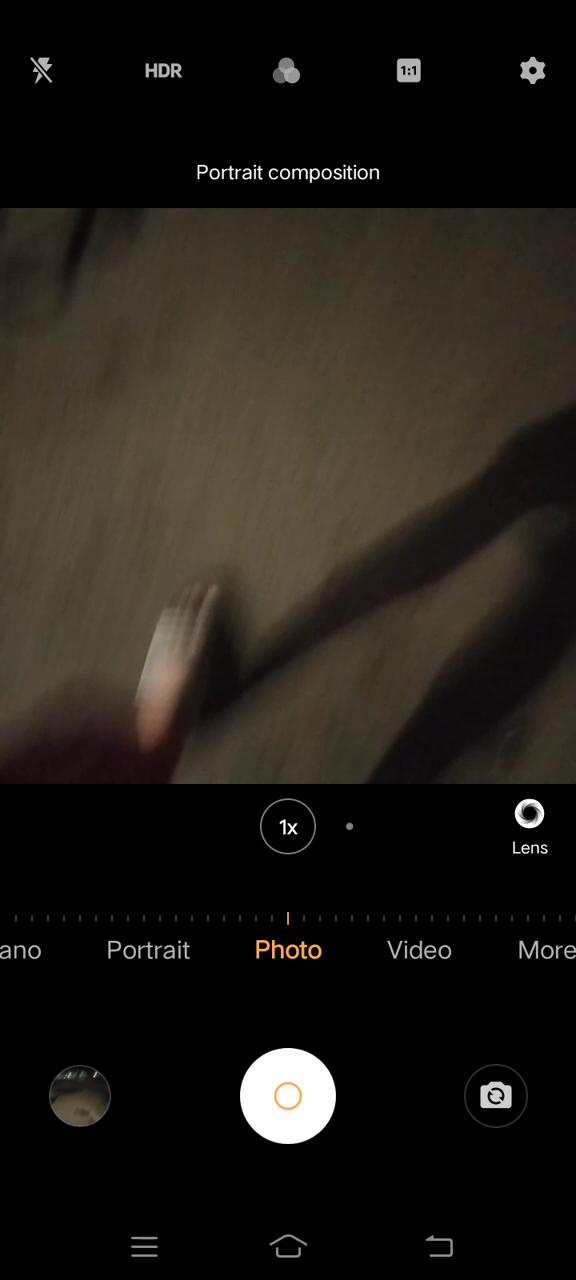 HDR
1:1
Portrait composition
1x
Lens
ano
Portrait
Photo
Video
More